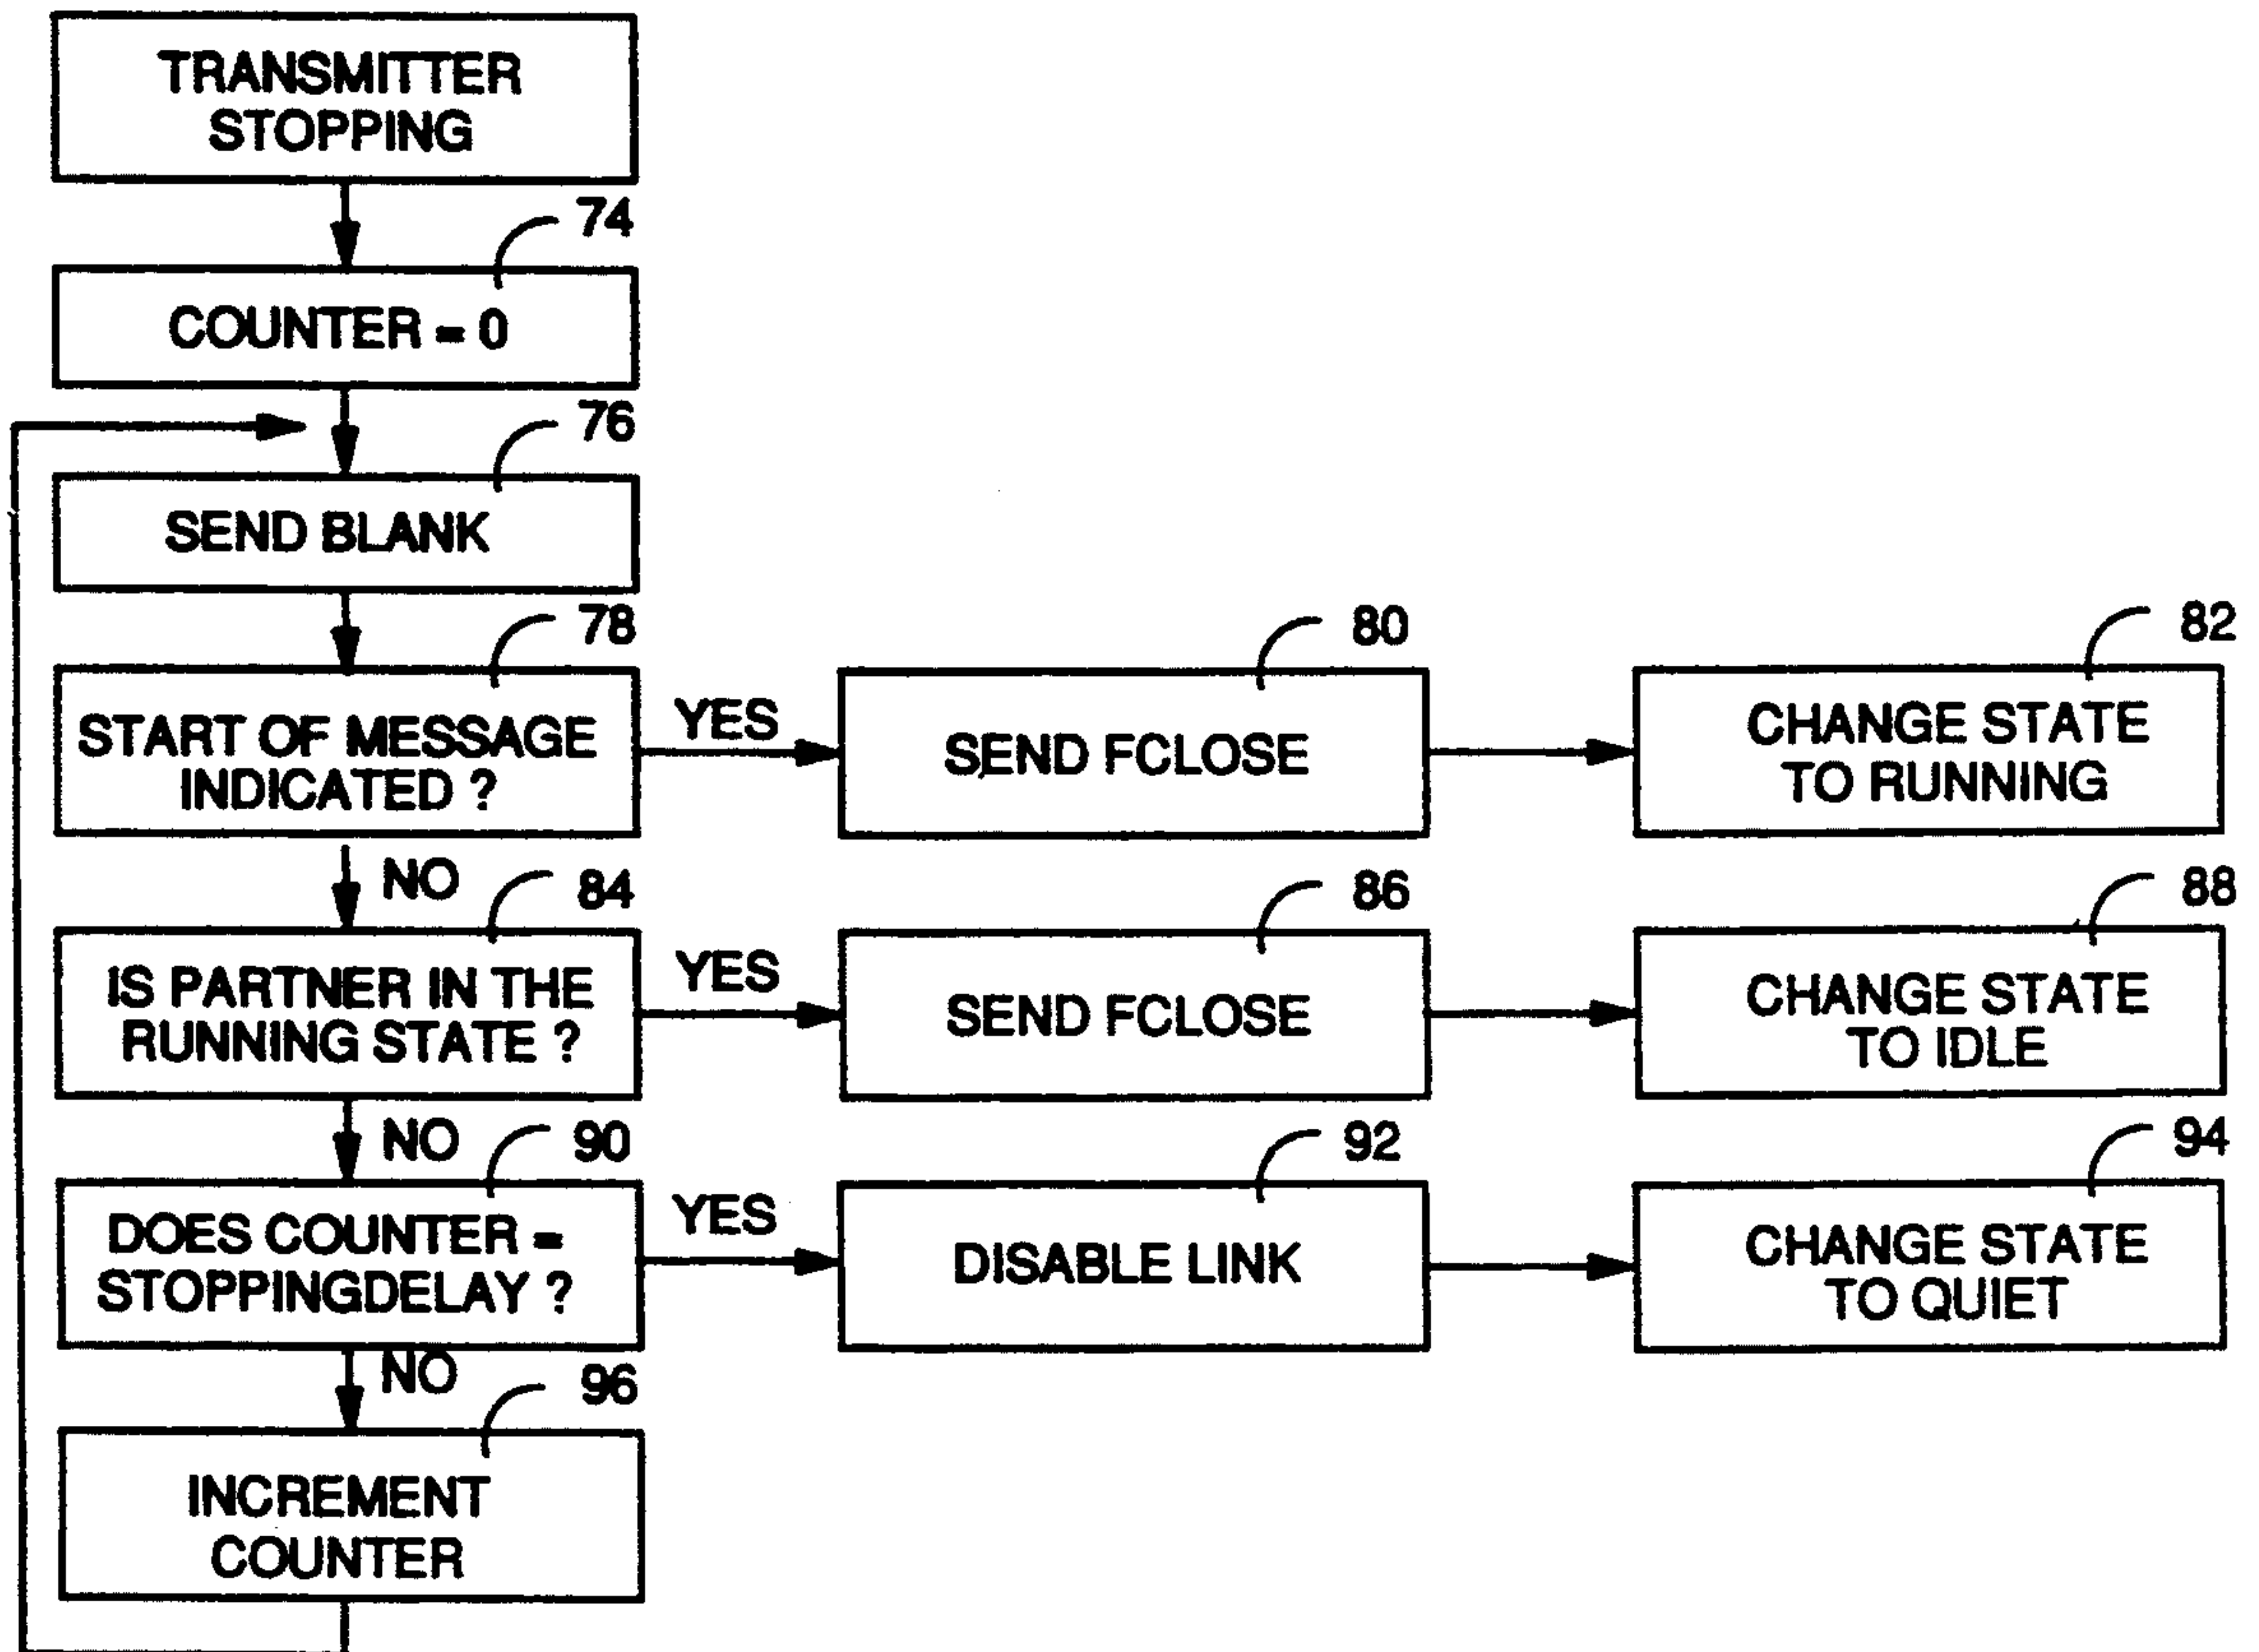 TRANSMITTER
STOPPING
74
COUNTER = 0
76
SEND BLANK
78
START OF MESSAGE
INDICATED ?
YES
80
SEND FCLOSE
82
CHANGE STATE
TO RUNNING
NO
84
IS PARTNER IN THE
RUNNING STATE ?
YES
86
SEND FCLOSE
88
CHANGE STATE
TO IDLE
NO
90
DOES COUNTER =
STOPPINGDELAY ?
YES
92
DISABLE LINK
94
CHANGE STATE
TO QUIET
NO
96
INCREMENT
COUNTER